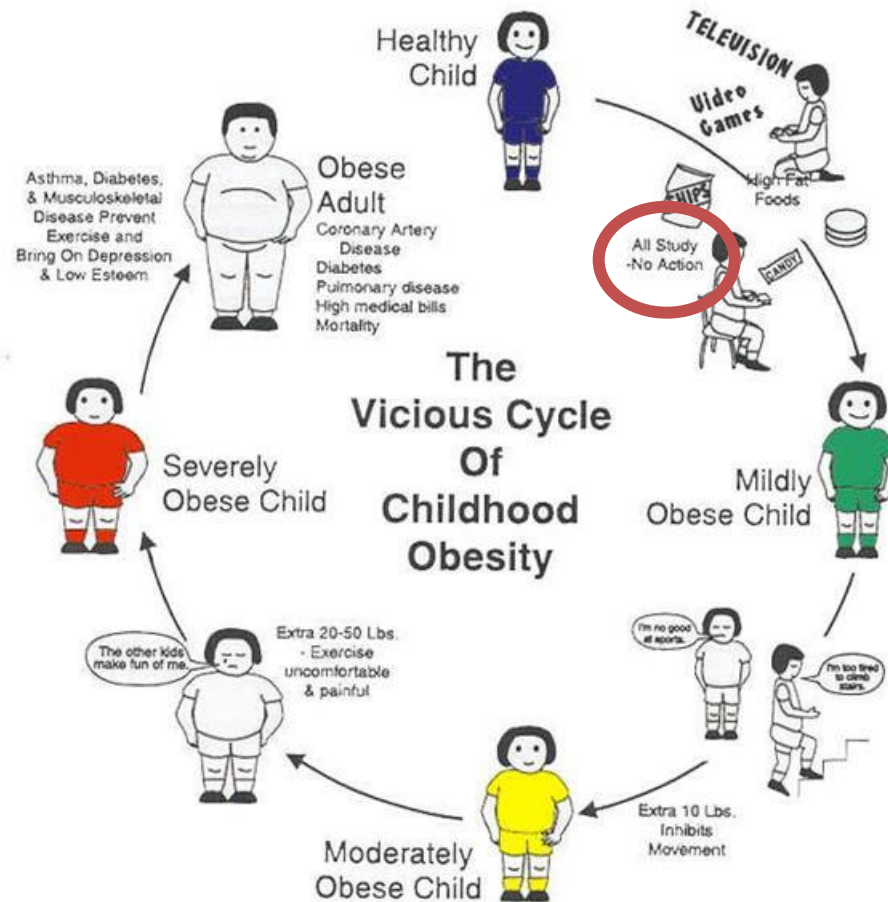 Healthy
Child
TELEVISION
Video
Games
High Fat
Foods
CHIPS
All Study
-No Action
CANDY
Mildly
Obese Child
I'm no good
at sports.
I'm too tired
to climb
stairs.
Extra 10 Lbs.
Inhibits
Movement
Moderately
Obese Child
Extra 20-50 Lbs.
- Exercise
uncomfortable
& painful
The other kids
make fun of me.
Severely
Obese Child
Asthma, Diabetes,
& Musculoskeletal
Disease Prevent
Exercise and
Bring On Depression
& Low Esteem
Obese
Adult
Coronary Artery
Disease
Diabetes
Pulmonary disease
High medical bills
Mortality
The
Vicious Cycle
Of
Childhood
Obesity